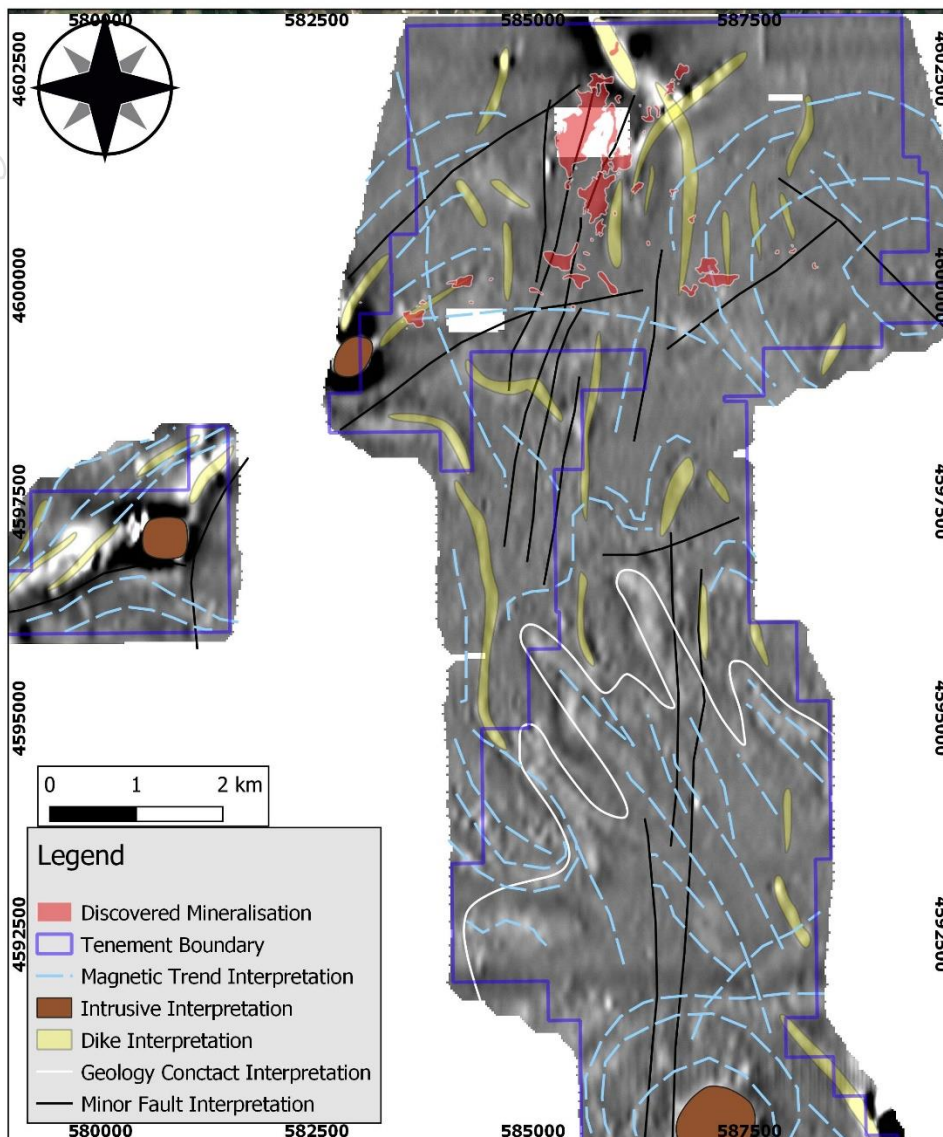 580000 582500 585000 587500
4602500 4602500
4600000 4600000
4597500 4597500
4595000 4595000
0 1 2 km
Legend
Discovered Mineralisation
Tenement Boundary
Magnetic Trend Interpretation
Intrusive Interpretation
Dike Interpretation
Geology Conctact Interpretation
Minor Fault Interpretation
4592500 4592500
580000 582500 585000 587500